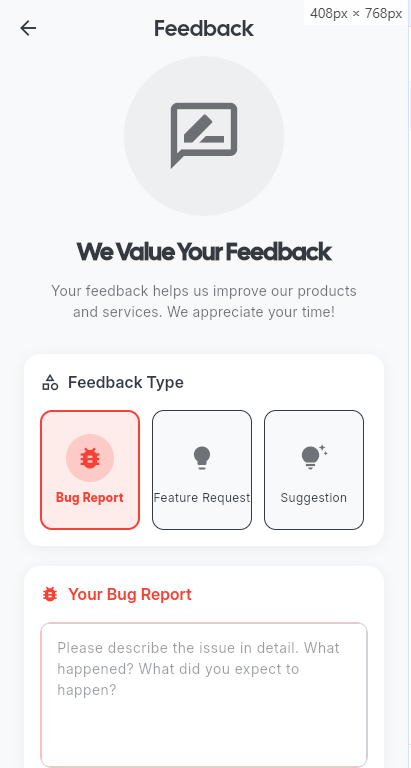 408px × 768px
Feedback
We Value Your Feedback
Your feedback helps us improve our products
and services. We appreciate your time!
Feedback Type
Bug Report
Feature Request
Suggestion
Your Bug Report
Please describe the issue in detail. What
happened? What did you expect to
happen?